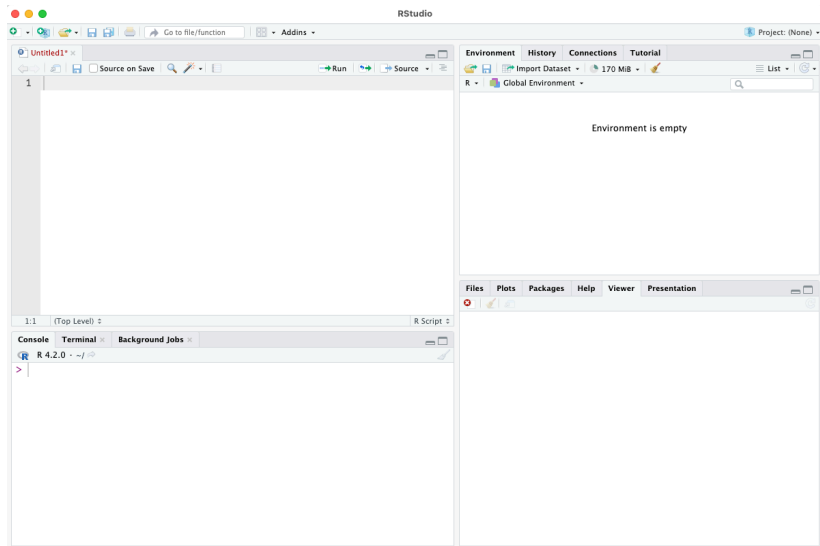 RStudio
Go to file/function
Addins
Project: (None)
Untitled1*
Source on Save
Run
Source
1
1:1 (Top Level)
R Script
Console Terminal Background Jobs
R 4.2.0 · ~/
>
Environment History Connections Tutorial
Import Dataset
170 MiB
List
R
Global Environment
Environment is empty
Files Plots Packages Help Viewer Presentation